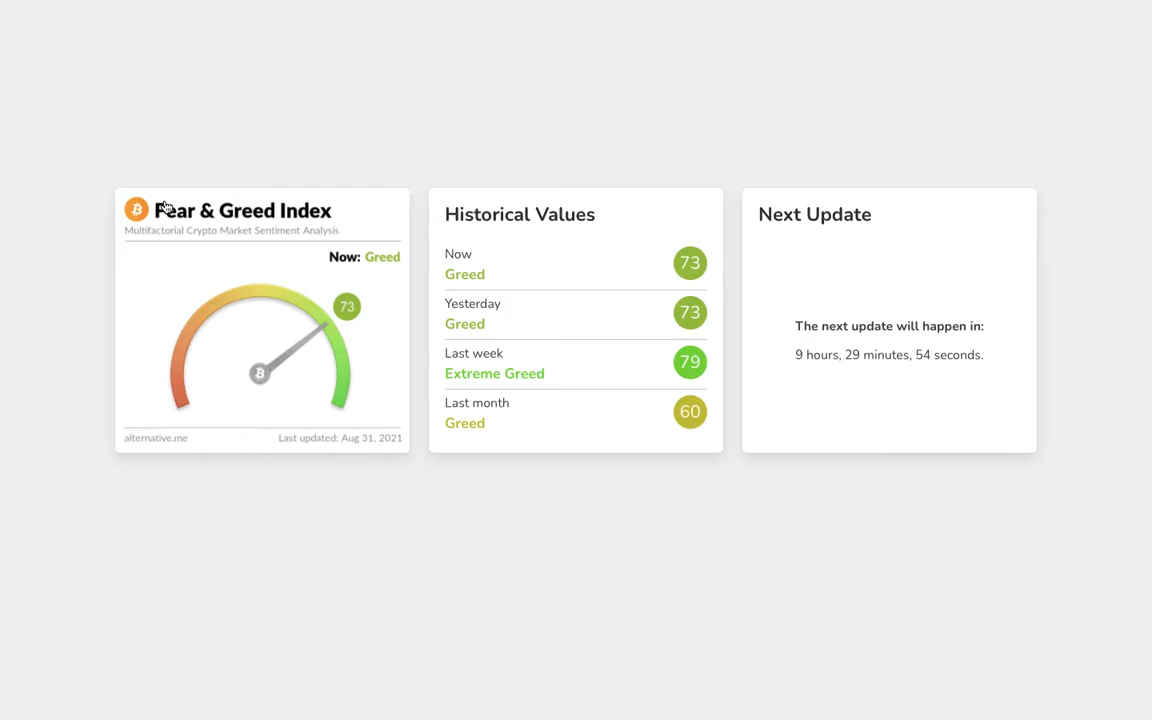 Fear & Greed Index
Multifactorial Crypto Market Sentiment Analysis
Now: Greed
73
alternative.me
Last updated: Aug 31, 2021
Historical Values
Now
Greed
73
Yesterday
Greed
73
Last week
Extreme Greed
79
Last month
Greed
60
Next Update
The next update will happen in:
9 hours, 29 minutes, 54 seconds.